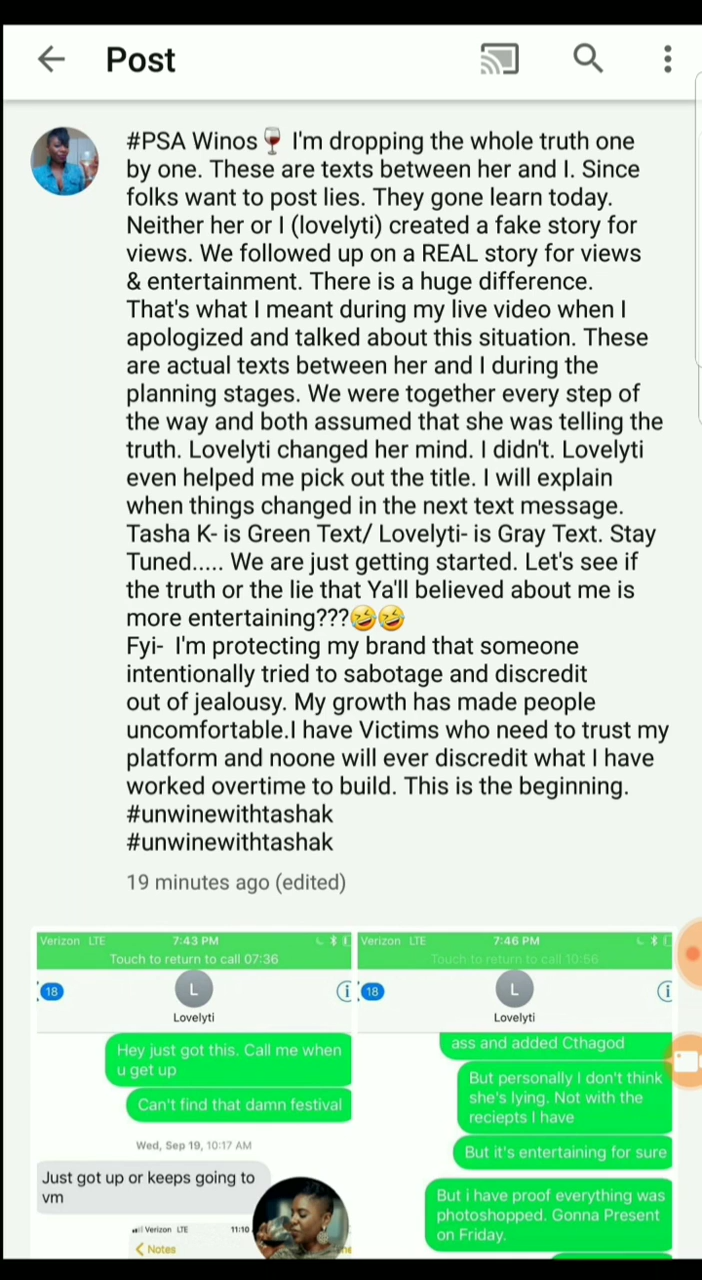 Post
#PSA Winos🍷 I'm dropping the whole truth one
by one. These are texts between her and I. Since
folks want to post lies. They gone learn today.
Neither her or I (lovelyti) created a fake story for
views. We followed up on a REAL story for views
& entertainment. There is a huge difference.
That's what I meant during my live video when I
apologized and talked about this situation. These
are actual texts between her and I during the
planning stages. We were together every step of
the way and both assumed that she was telling the
truth. Lovelyti changed her mind. I didn't. Lovelyti
even helped me pick out the title. I will explain
when things changed in the next text message.
Tasha K- is Green Text/ Lovelyti- is Gray Text. Stay
Tuned..... We are just getting started. Let's see if
the truth or the lie that Ya'll believed about me is
more entertaining???🤣🤣
Fyi- I'm protecting my brand that someone
intentionally tried to sabotage and discredit
out of jealousy. My growth has made people
uncomfortable.I have Victims who need to trust my
platform and noone will ever discredit what I have
worked overtime to build. This is the beginning.
#unwinewithtashak
#unwinewithtashak
19 minutes ago (edited)
Verizon LTE 7:43 PM
Touch to return to call 07:36
18
L
Lovelyti
Hey just got this. Call me when
u get up
Can't find that damn festival
Wed, Sep 19, 10:17 AM
Just got up or keeps going to
vm
Verizon LTE 11:10
Notes
Verizon LTE 7:46 PM
Touch to return to call 10:56
18
L
Lovelyti
ass and added Cthagod
But personally I don't think
she's lying. Not with the
reciepts I have
But it's entertaining for sure
But i have proof everything was
photoshopped. Gonna Present
on Friday.